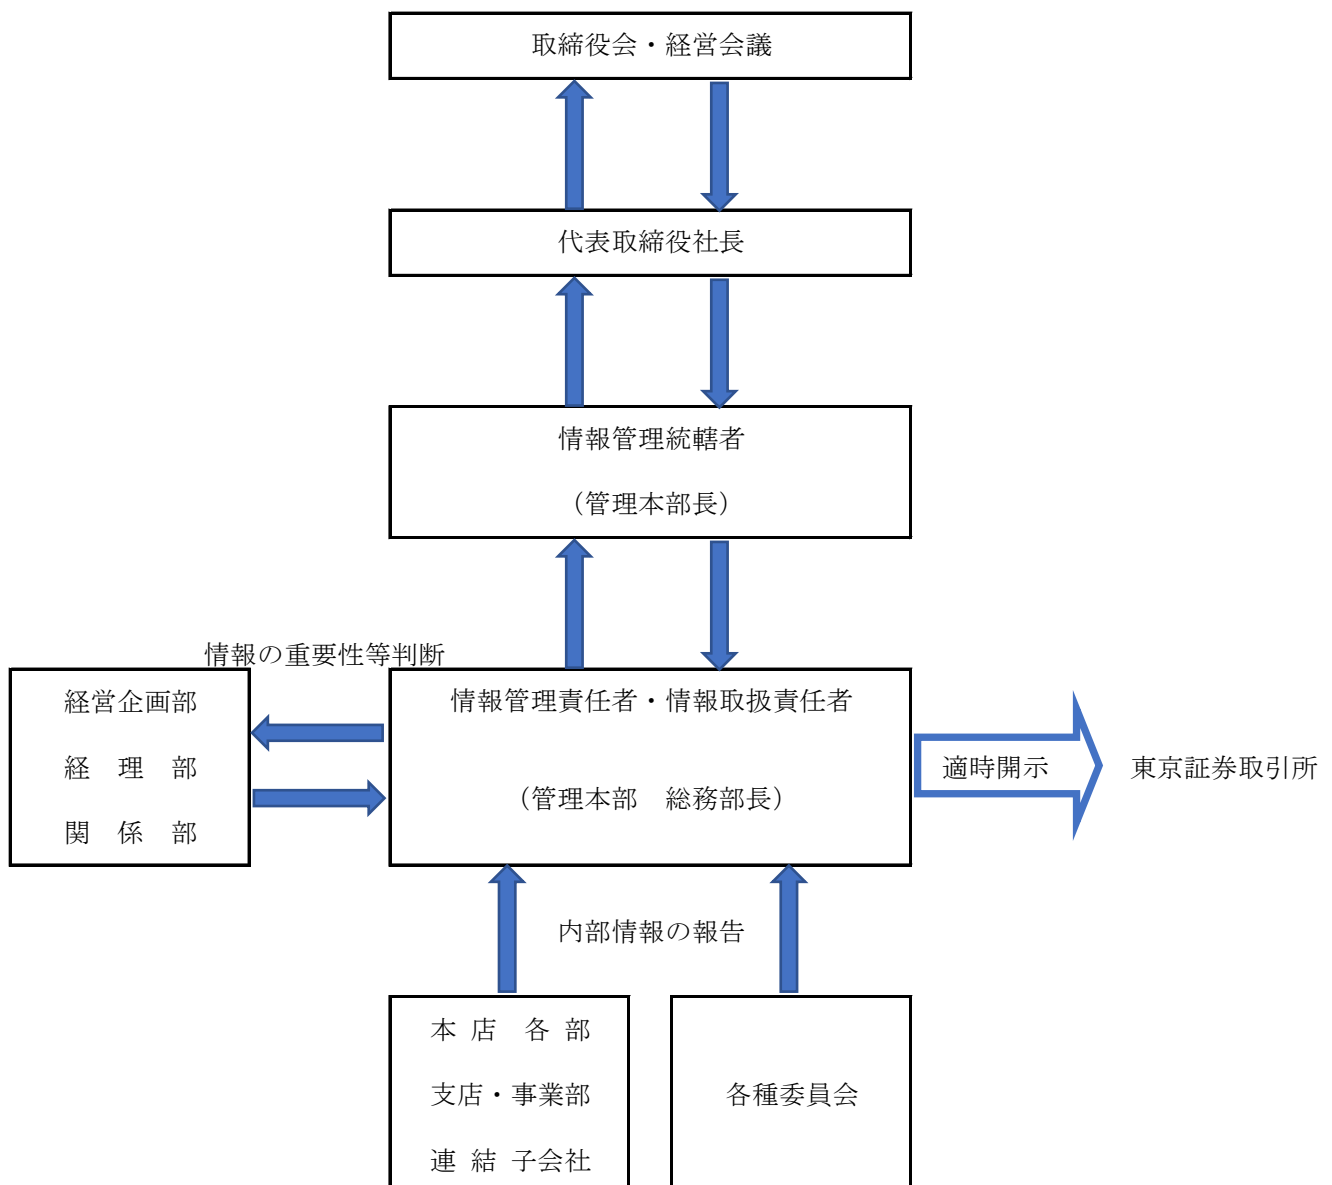 取締役会・経営会議
代表取締役社長
情報管理統轄者
（管理本部長）
情報の重要性等判断
経営企画部
経　理　部
関　係　部
情報管理責任者・情報取扱責任者
（管理本部　総務部長）
適時開示
東京証券取引所
内部情報の報告
本 店　各 部
支店・事業部
連 結 子会社
各種委員会